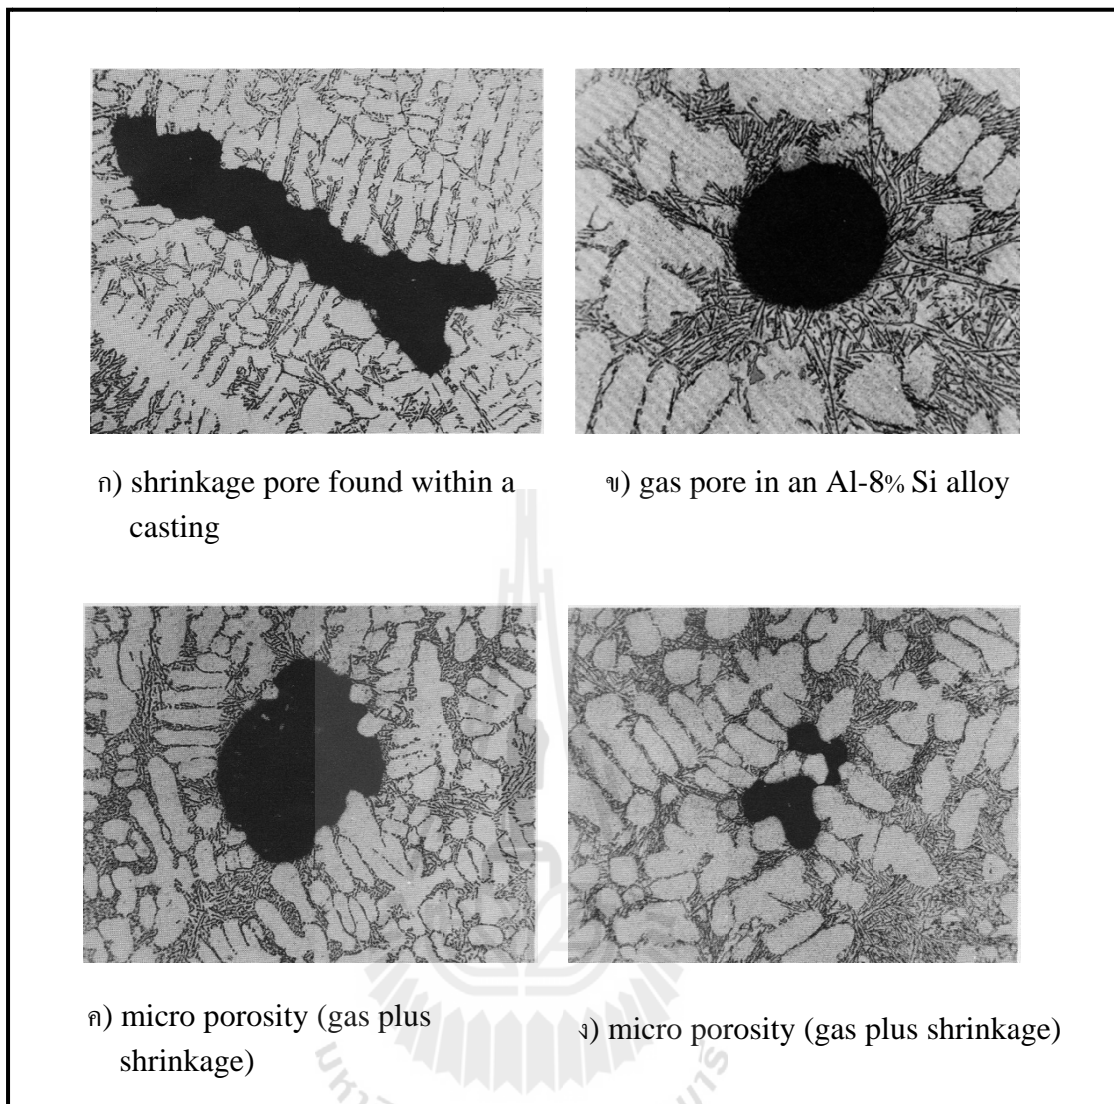 ก) shrinkage pore found within a
casting
ข) gas pore in an Al-8% Si alloy
ค) micro porosity (gas plus
shrinkage)
ง) micro porosity (gas plus shrinkage)